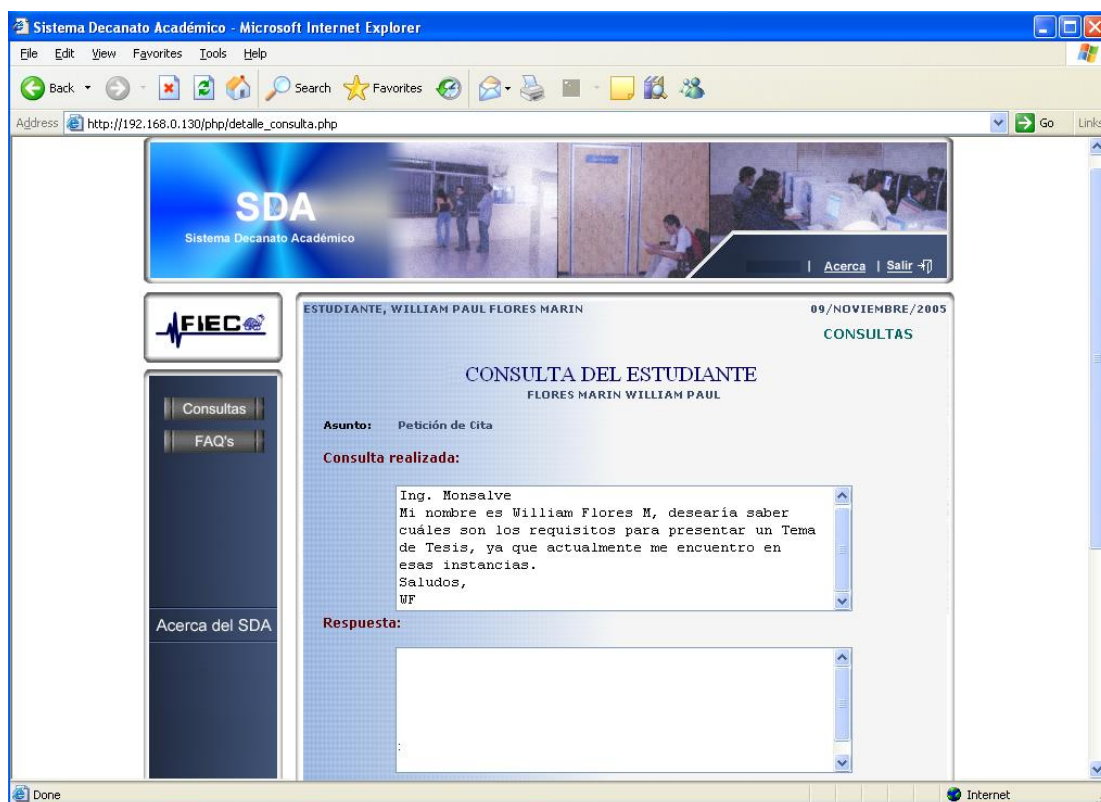 Sistema Decanato Académico - Microsoft Internet Explorer
File Edit View Favorites Tools Help
Back Search Favorites
Address http://192.168.0.130/php/detalle_consulta.php Go Links
SDA
Sistema Decanato Académico
| Acerca | Salir
FIEC
ESTUDIANTE, WILLIAM PAUL FLORES MARIN 09/NOVIEMBRE/2005
CONSULTAS
CONSULTA DEL ESTUDIANTE
FLORES MARIN WILLIAM PAUL
Consultas
FAQ's
Acerca del SDA
Asunto: Petición de Cita
Consulta realizada:
Ing. Monsalve
Mi nombre es William Flores M, desearía saber
cuáles son los requisitos para presentar un Tema
de Tesis, ya que actualmente me encuentro en
esas instancias.
Saludos,
WF
Respuesta:
:
Done Internet